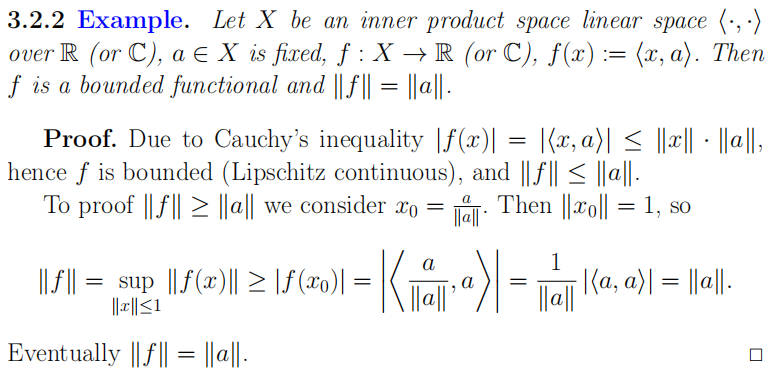 3.2.2 Example. Let X be an inner product space linear space ⟨·, ·⟩
over ℝ (or ℂ), a ∈ X is fixed, f : X → ℝ (or ℂ), f(x) := ⟨x, a⟩. Then
f is a bounded functional and ‖f‖ = ‖a‖.
Proof. Due to Cauchy's inequality |f(x)| = |⟨x, a⟩| ≤ ‖x‖ · ‖a‖,
hence f is bounded (Lipschitz continuous), and ‖f‖ ≤ ‖a‖.
To proof ‖f‖ ≥ ‖a‖ we consider x₀ = a/‖a‖. Then ‖x₀‖ = 1, so
‖f‖ = sup_{‖x‖≤1} ‖f(x)‖ ≥ |f(x₀)| = |⟨a/‖a‖, a⟩| = 1/‖a‖ |⟨a, a⟩| = ‖a‖.
Eventually ‖f‖ = ‖a‖. □